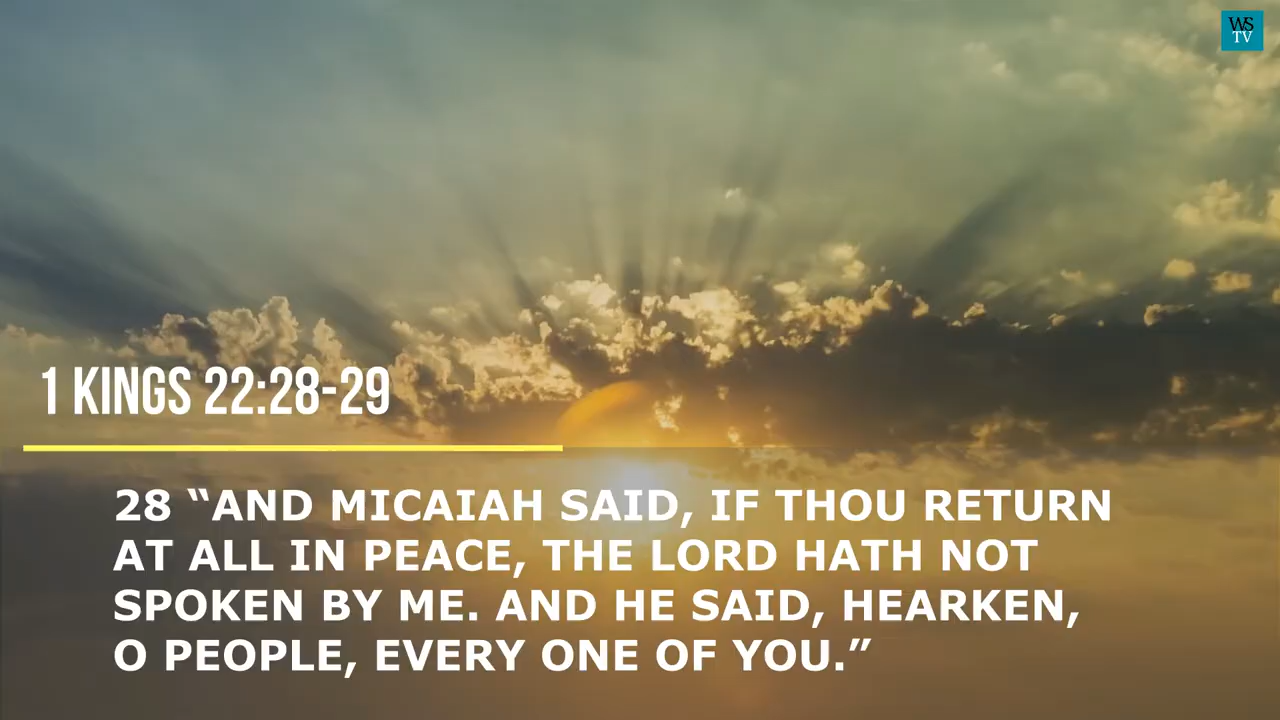 WS
TV
1 KINGS 22:28-29
28 “AND MICAIAH SAID, IF THOU RETURN
AT ALL IN PEACE, THE LORD HATH NOT
SPOKEN BY ME. AND HE SAID, HEARKEN,
O PEOPLE, EVERY ONE OF YOU.”